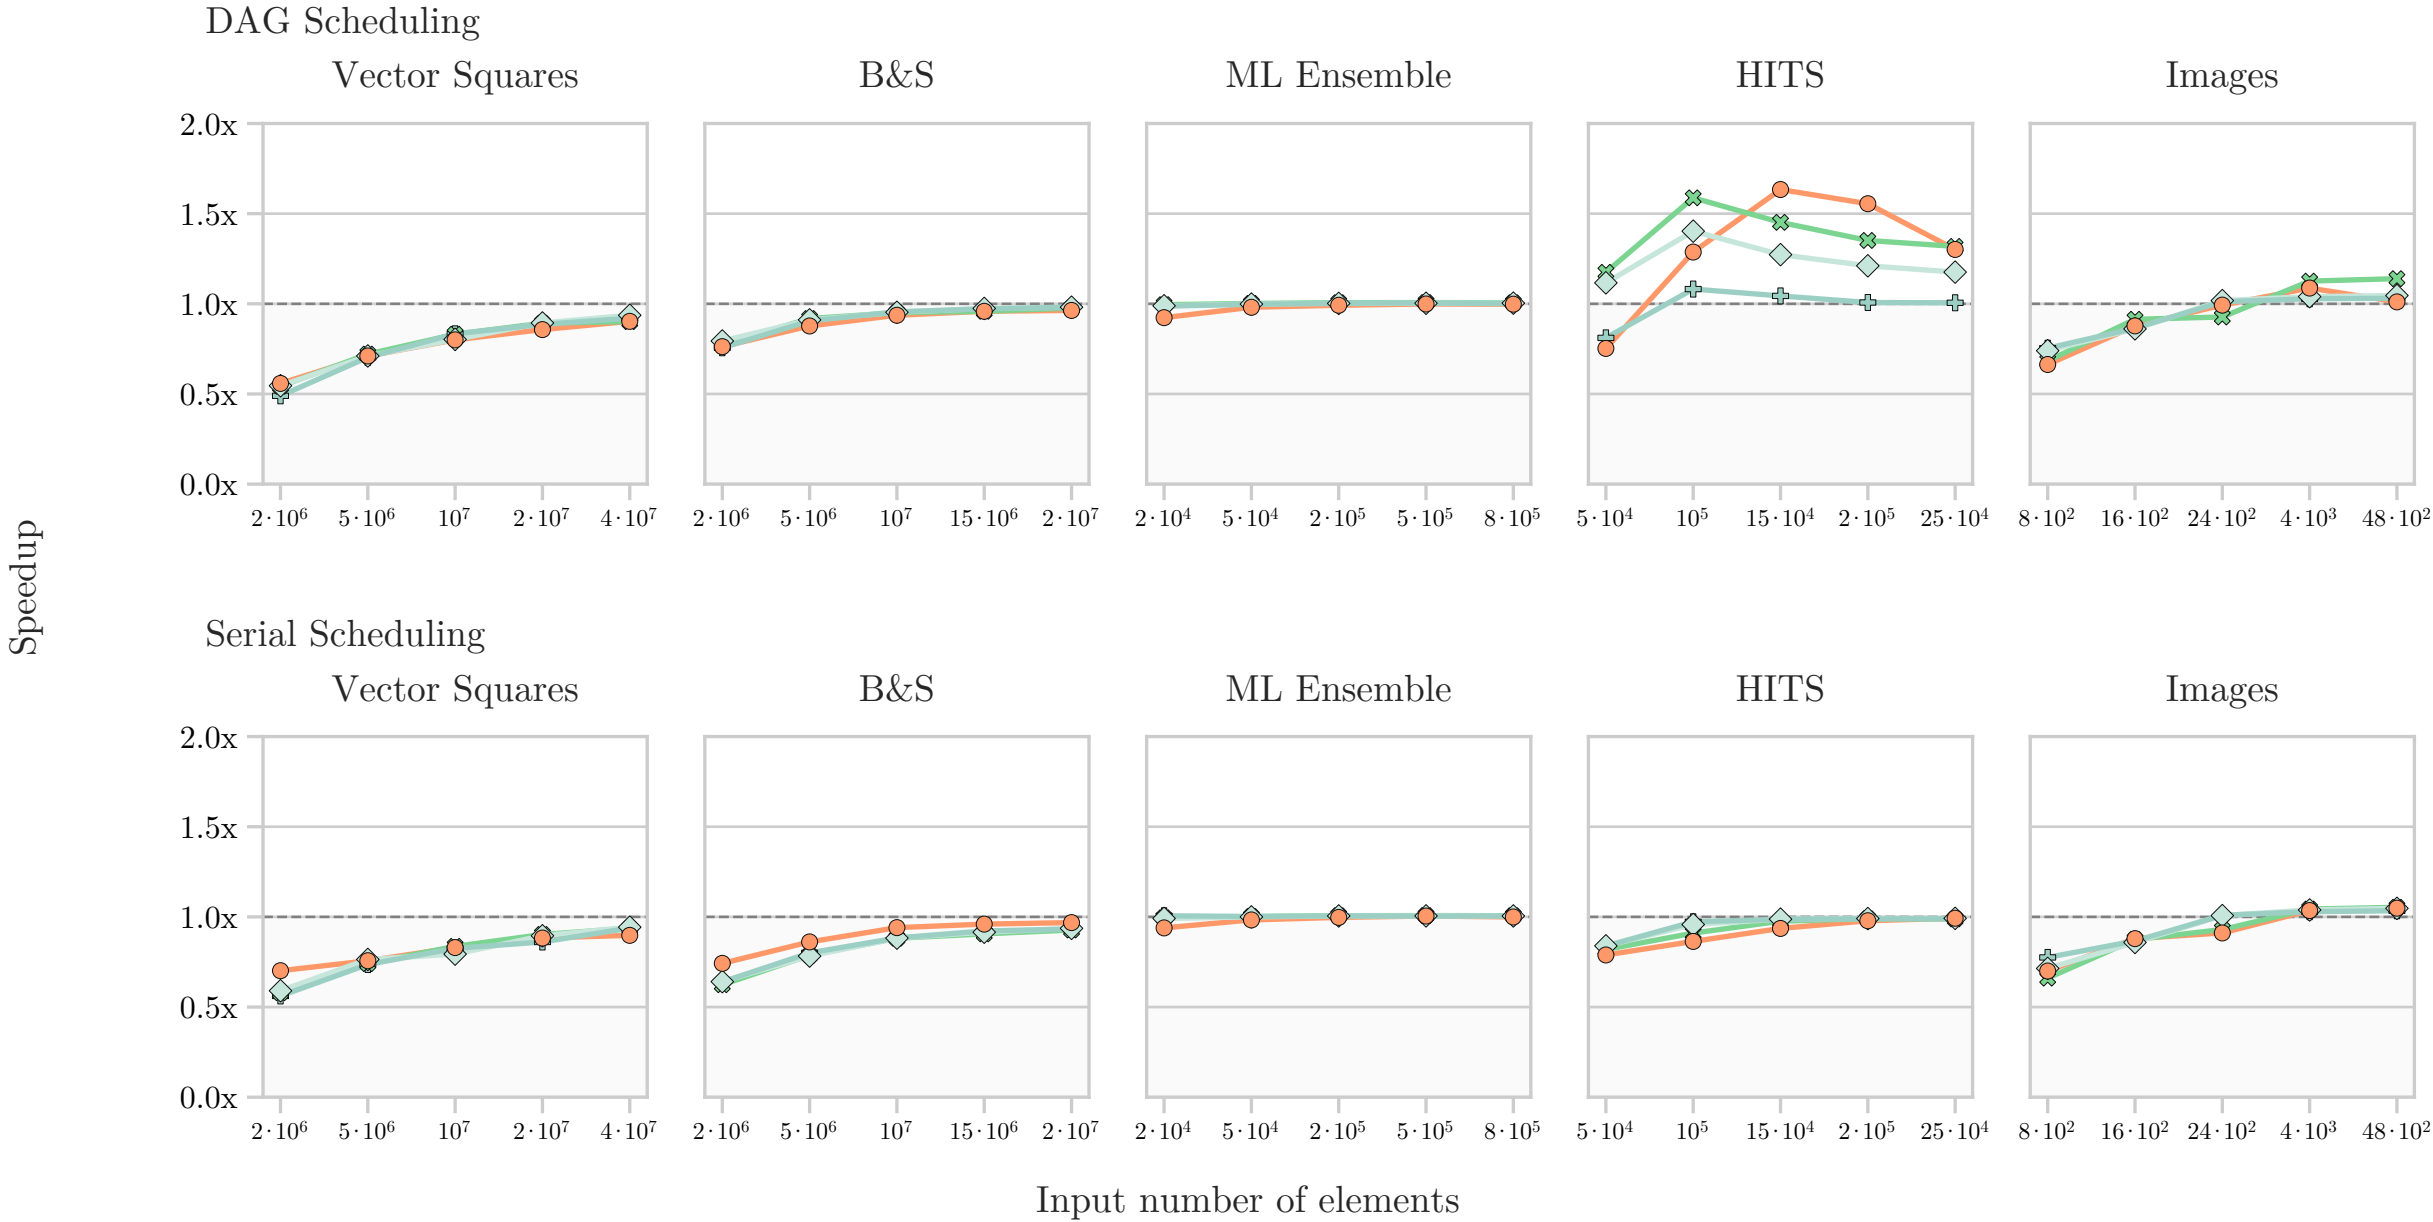 DAG Scheduling
Vector Squares B&S ML Ensemble HITS Images
2.0x
1.5x
1.0x
0.5x
0.0x
2·10⁶ 5·10⁶ 10⁷ 2·10⁷ 4·10⁷ 2·10⁶ 5·10⁶ 10⁷ 15·10⁶ 2·10⁷ 2·10⁴ 5·10⁴ 2·10⁵ 5·10⁵ 8·10⁵ 5·10⁴ 10⁵ 15·10⁴ 2·10⁵ 25·10⁴ 8·10² 16·10² 24·10² 4·10³ 48·10²
Speedup
Serial Scheduling
Vector Squares B&S ML Ensemble HITS Images
2.0x
1.5x
1.0x
0.5x
0.0x
2·10⁶ 5·10⁶ 10⁷ 2·10⁷ 4·10⁷ 2·10⁶ 5·10⁶ 10⁷ 15·10⁶ 2·10⁷ 2·10⁴ 5·10⁴ 2·10⁵ 5·10⁵ 8·10⁵ 5·10⁴ 10⁵ 15·10⁴ 2·10⁵ 25·10⁴ 8·10² 16·10² 24·10² 4·10³ 48·10²
Input number of elements